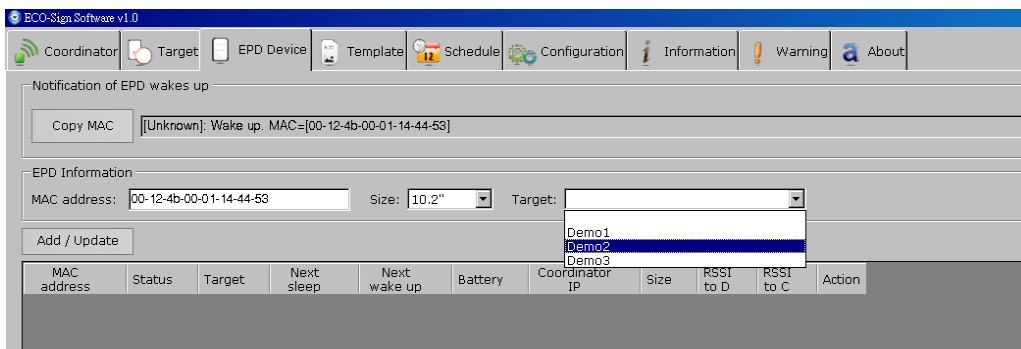 ECO-Sign Software v1.0
Coordinator Target EPD Device Template Schedule Configuration Information Warning About
Notification of EPD wakes up
Copy MAC [Unknown]: Wake up. MAC=[00-12-4b-00-01-14-44-53]
EPD Information
MAC address: 00-12-4b-00-01-14-44-53 Size: 10.2" Target:
Demo1
Demo2
Demo3
Add / Update
MAC address Status Target Next sleep Next wake up Battery Coordinator IP Size RSSI to D RSSI to C Action